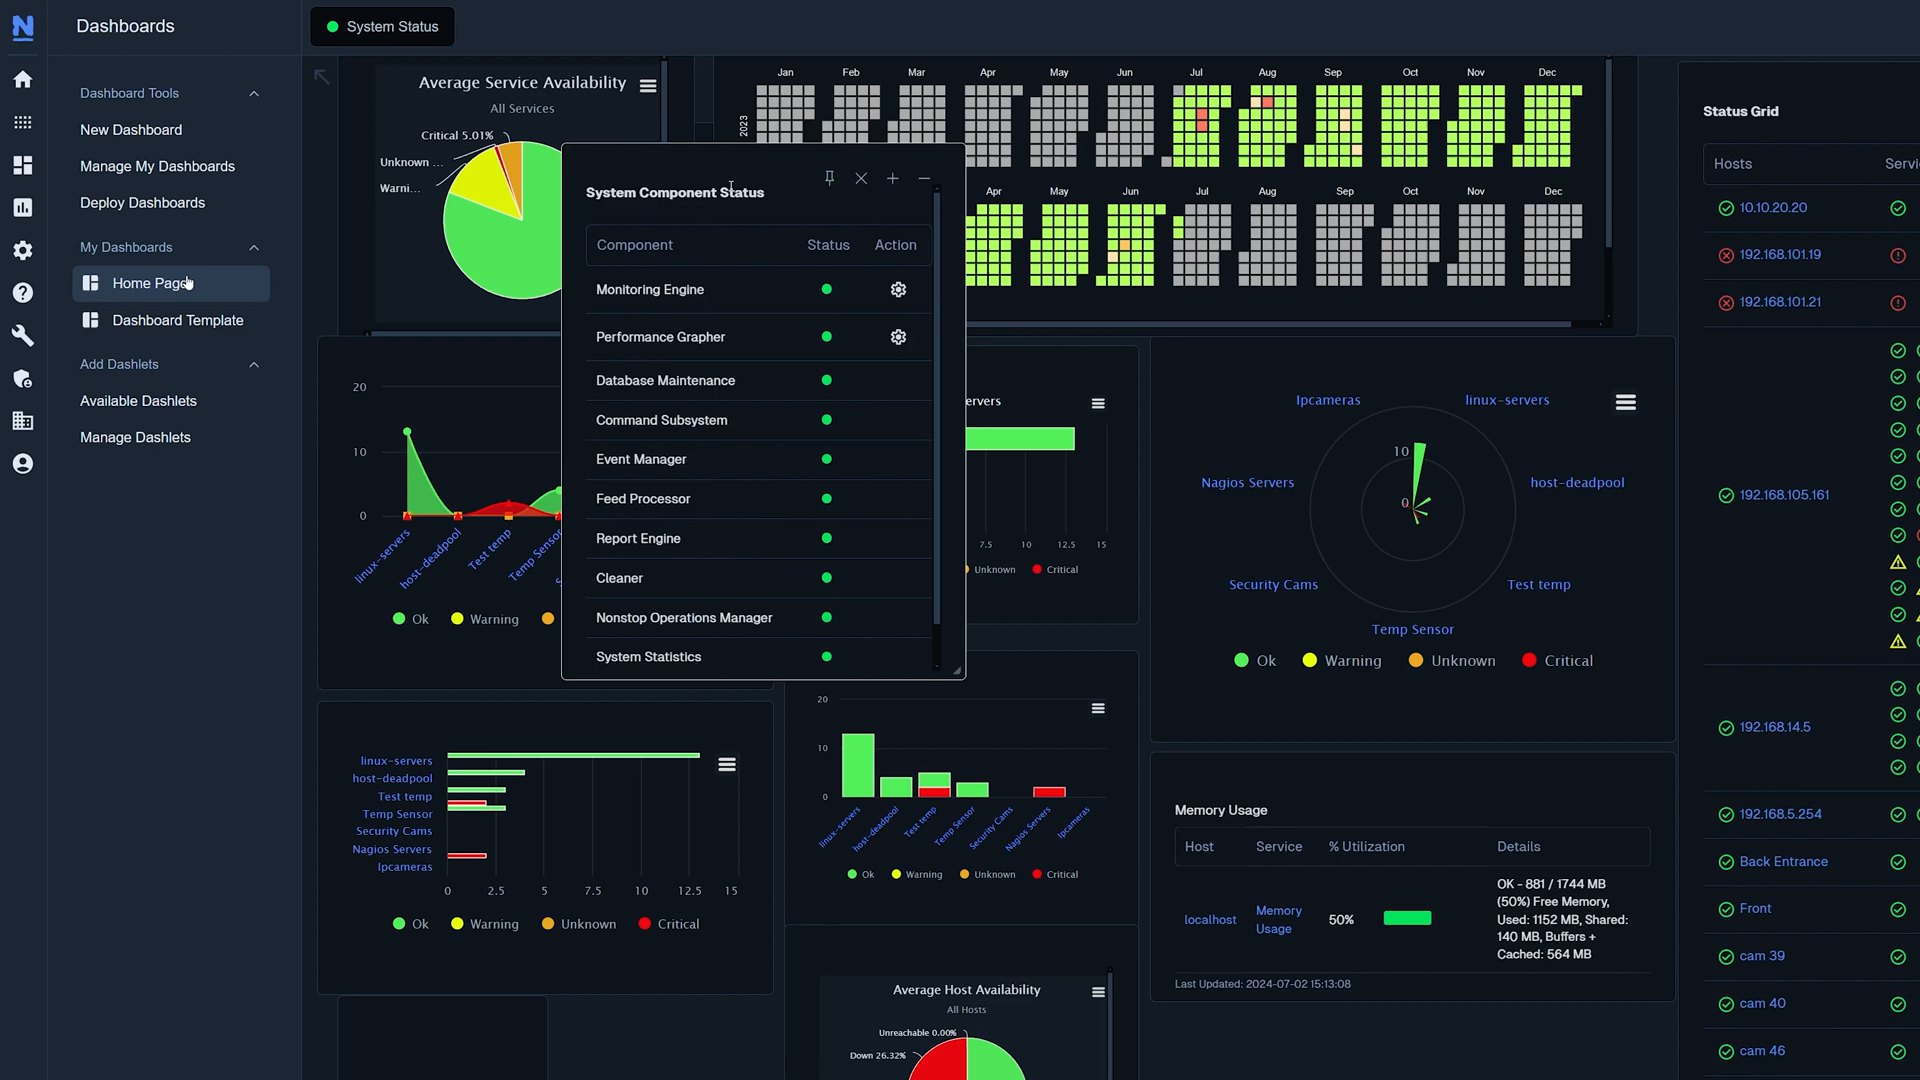 Dashboards
System Status
Dashboard Tools
New Dashboard
Manage My Dashboards
Deploy Dashboards
My Dashboards
Home Page
Dashboard Template
Add Dashlets
Available Dashlets
Manage Dashlets
Average Service Availability
All Services
Critical 5.01%
Unknown ...
Warni...
Jan Feb Mar Apr May Jun Jul Aug Sep Oct Nov Dec
2023
Apr May Jun Jul Aug Sep Oct Nov Dec
System Component Status
Component Status Action
Monitoring Engine
Performance Grapher
Database Maintenance
Command Subsystem
Event Manager
Feed Processor
Report Engine
Cleaner
Nonstop Operations Manager
System Statistics
20
10
0
linux-servers
host-deadpool
Test temp
Temp Sensor
Ok Warning
ervers
7.5 10 12.5 15
Unknown Critical
Ipcameras
linux-servers
Nagios Servers
host-deadpool
Security Cams
Test temp
Temp Sensor
10
0
Ok Warning Unknown Critical
linux-servers
host-deadpool
Test temp
Temp Sensor
Security Cams
Nagios Servers
Ipcameras
0 2.5 5 7.5 10 12.5 15
Ok Warning Unknown Critical
20
10
0
linux-servers
host-deadpool
Test temp
Temp Sensor
Security Cams
Nagios Servers
Ipcameras
Ok Warning Unknown Critical
Average Host Availability
All Hosts
Unreachable 0.00%
Down 26.32%
Memory Usage
Host Service % Utilization Details
localhost
Memory
Usage
50%
OK - 881 / 1744 MB
(50%) Free Memory,
Used: 1152 MB, Shared:
140 MB, Buffers +
Cached: 564 MB
Last Updated: 2024-07-02 15:13:08
Status Grid
Hosts Servi
10.10.20.20
192.168.101.19
192.168.101.21
192.168.105.161
192.168.14.5
192.168.5.254
Back Entrance
Front
cam 39
cam 40
cam 46